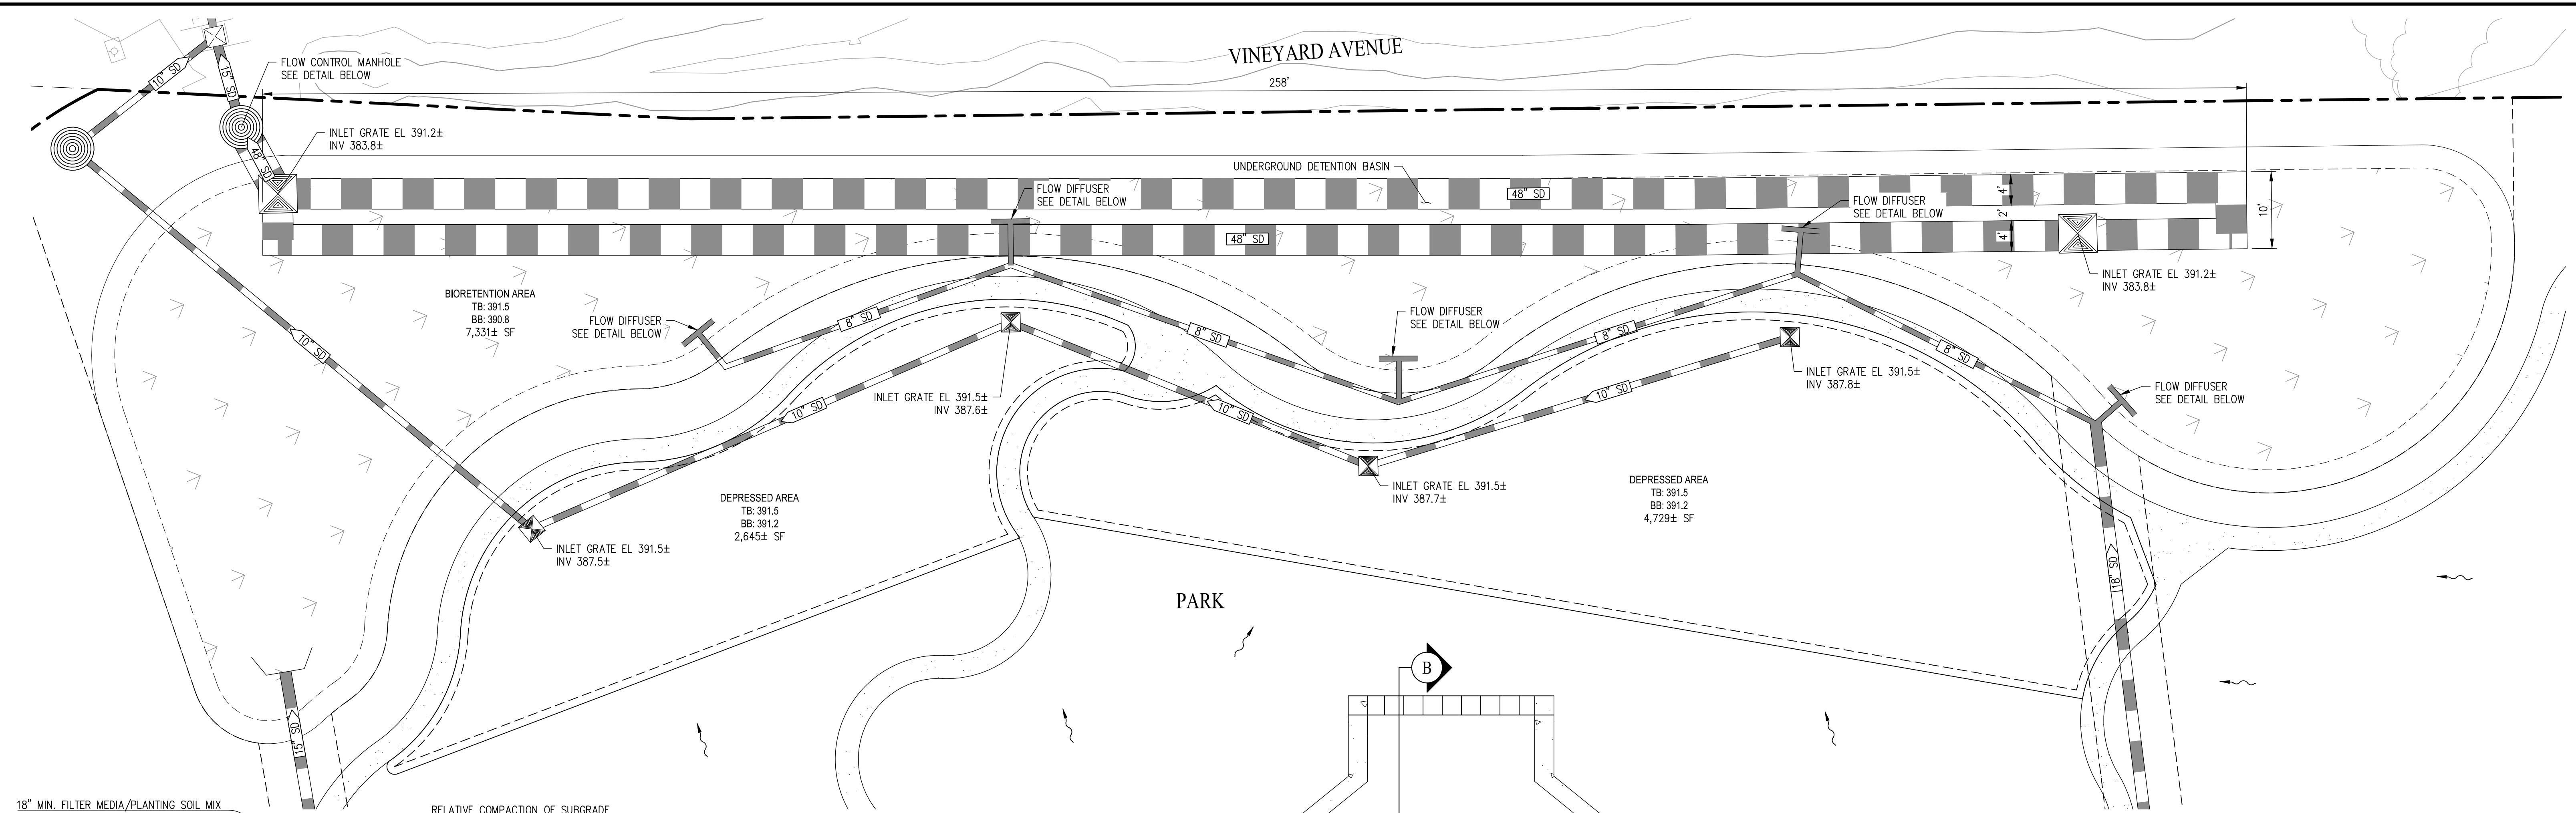 VINEYARD AVENUE
258'
10" SD
15" SD
FLOW CONTROL MANHOLE
SEE DETAIL BELOW
48" SD
INLET GRATE EL 391.2±
INV 383.8±
UNDERGROUND DETENTION BASIN
48" SD
48" SD
4'
2'
4'
10'
FLOW DIFFUSER
SEE DETAIL BELOW
FLOW DIFFUSER
SEE DETAIL BELOW
INLET GRATE EL 391.2±
INV 383.8±
BIORETENTION AREA
TB: 391.5
BB: 390.8
7,331± SF
FLOW DIFFUSER
SEE DETAIL BELOW
8" SD
8" SD
FLOW DIFFUSER
SEE DETAIL BELOW
8" SD
8" SD
10" SD
INLET GRATE EL 391.5±
INV 387.6±
10" SD
10" SD
10" SD
INLET GRATE EL 391.5±
INV 387.8±
FLOW DIFFUSER
SEE DETAIL BELOW
DEPRESSED AREA
TB: 391.5
BB: 391.2
2,645± SF
INLET GRATE EL 391.5±
INV 387.7±
DEPRESSED AREA
TB: 391.5
BB: 391.2
4,729± SF
INLET GRATE EL 391.5±
INV 387.5±
18" SD
PARK
B
15" SD
18" MIN. FILTER MEDIA/PLANTING SOIL MIX
RELATIVE COMPACTION OF SUBGRADE